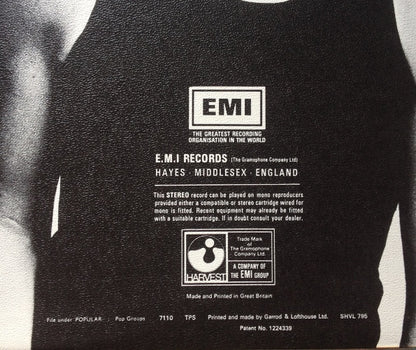 EMI
THE GREATEST RECORDING
ORGANISATION IN THE WORLD
E.M.I RECORDS (The Gramophone Company Ltd)
HAYES · MIDDLESEX · ENGLAND
This STEREO record can be played on mono reproducers
provided either a compatible or stereo cartridge wired for
mono is fitted. Recent equipment may already be fitted
with a suitable cartridge. If in doubt consult your dealer.
HARVEST
Trade Mark
of
The Gramophone
Company Ltd.
A COMPANY OF
THE EMI GROUP
Made and Printed in Great Britain
File under POPULAR : Pop Groups 7110 TPS Printed and made by Garrod & Lofthouse Ltd. SHVL 795
Patent No. 1224339